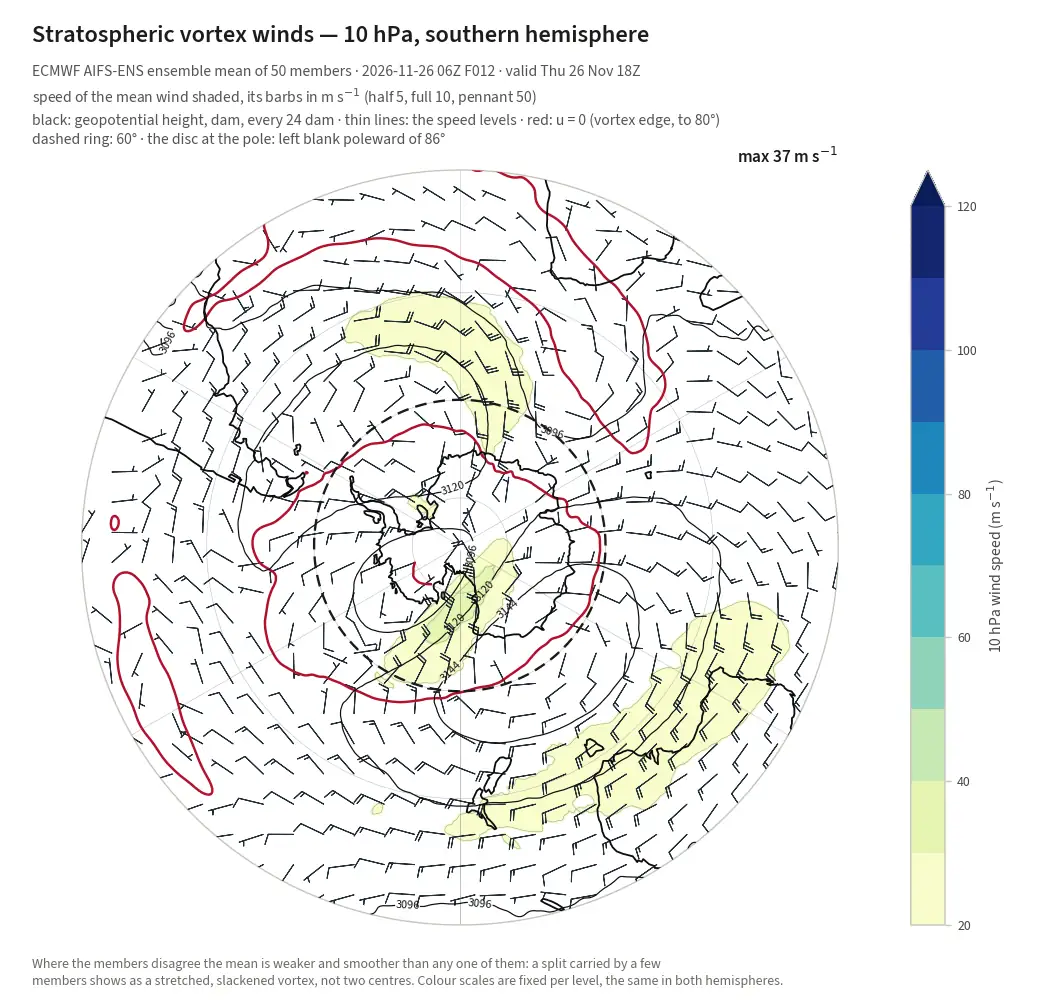 Stratospheric vortex winds — 10 hPa, southern hemisphere
ECMWF AIFS-ENS ensemble mean of 50 members · 2026-11-26 06Z F012 · valid Thu 26 Nov 18Z
speed of the mean wind shaded, its barbs in m s⁻¹ (half 5, full 10, pennant 50)
black: geopotential height, dam, every 24 dam · thin lines: the speed levels · red: u = 0 (vortex edge, to 80°)
dashed ring: 60° · the disc at the pole: left blank poleward of 86°
max 37 m s⁻¹
120
100
80
60
40
20
10 hPa wind speed (m s⁻¹)
3096
3096
3120
3096
3120
3144
3120
3144
3096
3096
Where the members disagree the mean is weaker and smoother than any one of them: a split carried by a few
members shows as a stretched, slackened vortex, not two centres. Colour scales are fixed per level, the same in both hemispheres.